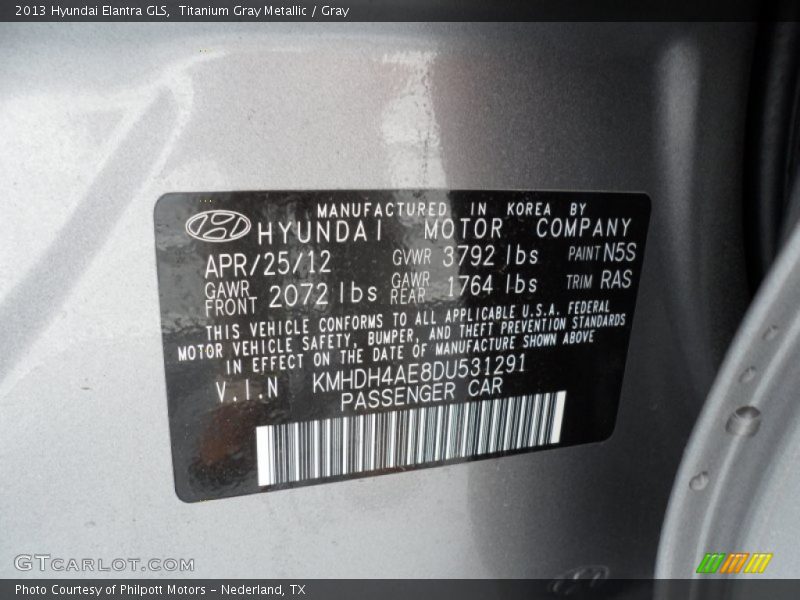 2013 Hyundai Elantra GLS,  Titanium Gray Metallic / Gray
MANUFACTURED IN KOREA BY
HYUNDAI MOTOR COMPANY
APR/25/12 GVWR 3792 lbs PAINT N5S
GAWR FRONT 2072 lbs GAWR REAR 1764 lbs TRIM RAS
THIS VEHICLE CONFORMS TO ALL APPLICABLE U.S.A. FEDERAL
MOTOR VEHICLE SAFETY, BUMPER, AND THEFT PREVENTION STANDARDS
IN EFFECT ON THE DATE OF MANUFACTURE SHOWN ABOVE
V.I.N KMHDH4AE8DU531291
PASSENGER CAR
GTCarlot.com
Photo Courtesy of Philpott Motors – Nederland, TX